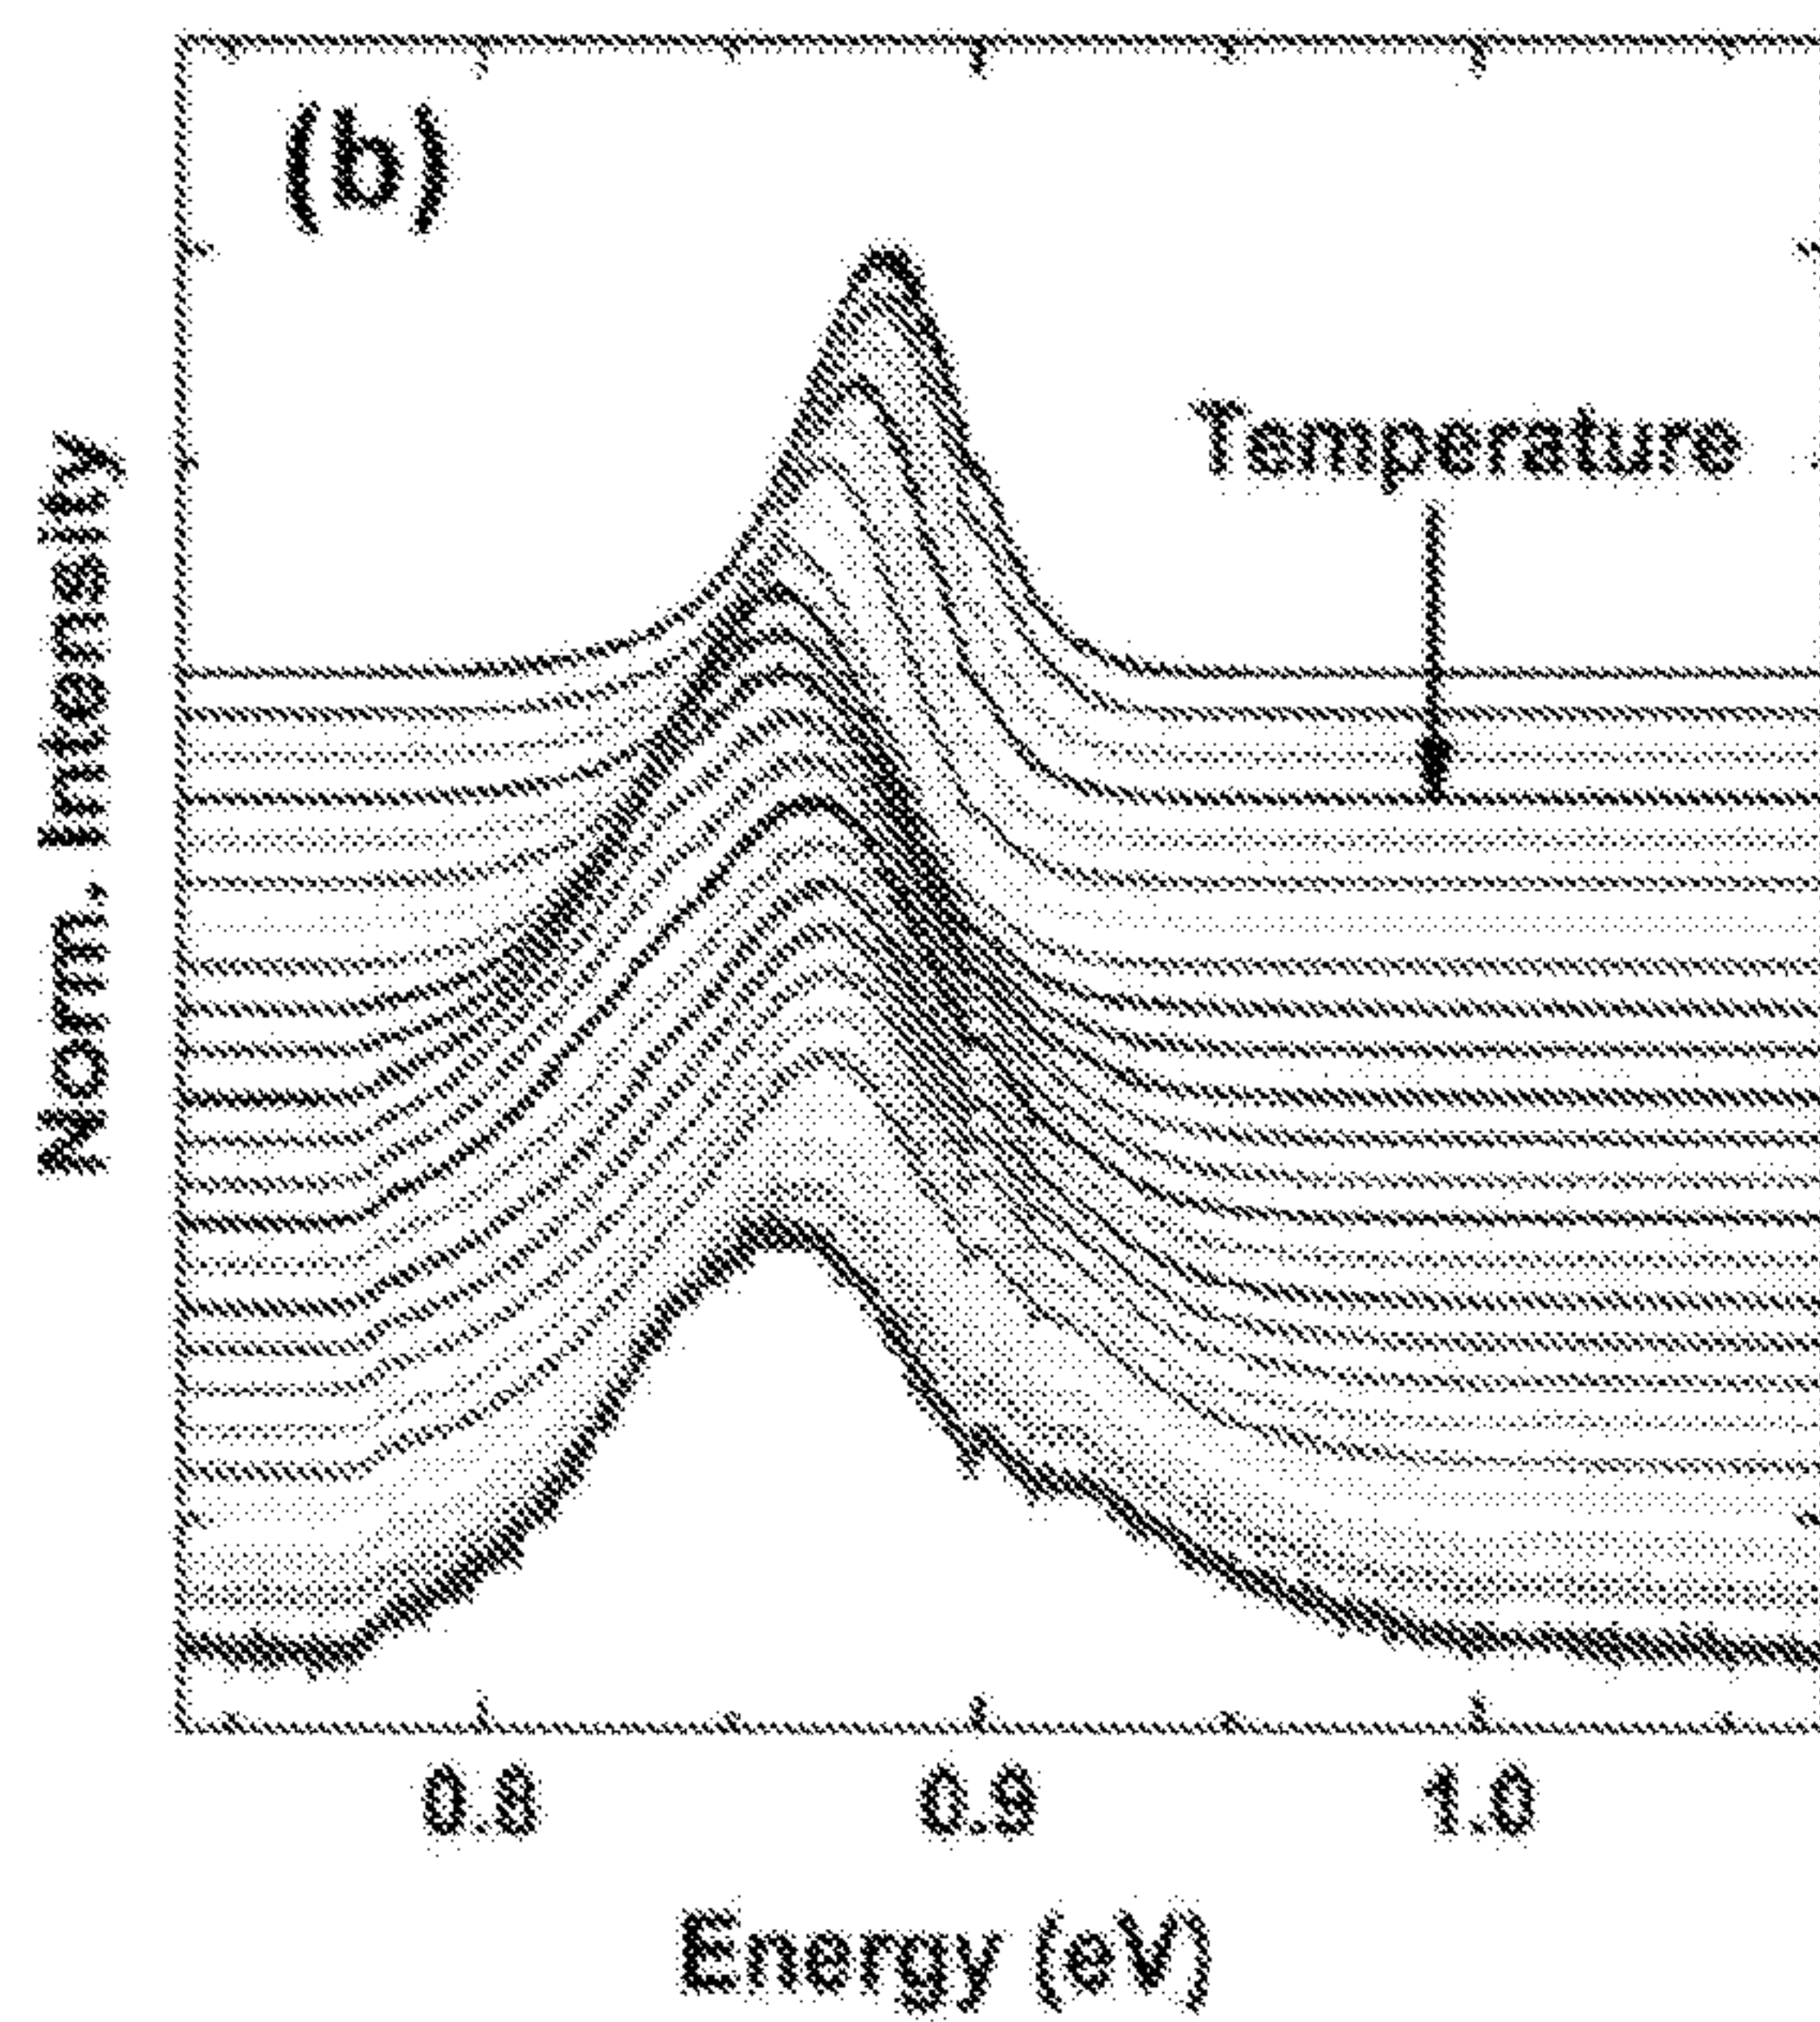 (b)
Temperature
Norm. Intensity
0.8 0.9 1.0
Energy (eV)